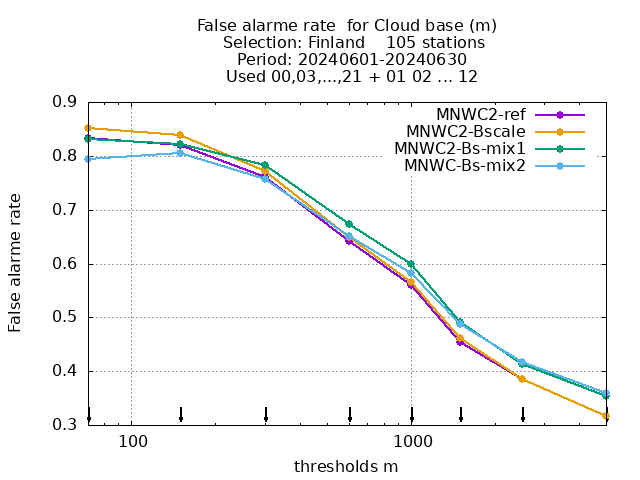 False alarme rate  for Cloud base (m)
Selection: Finland    105 stations
Period: 20240601-20240630
Used 00,03,...,21 + 01 02 ... 12
MNWC2-ref
MNWC2-Bscale
MNWC2-Bs-mix1
MNWC-Bs-mix2
False alarme rate
0.9
0.8
0.7
0.6
0.5
0.4
0.3
100
1000
thresholds m